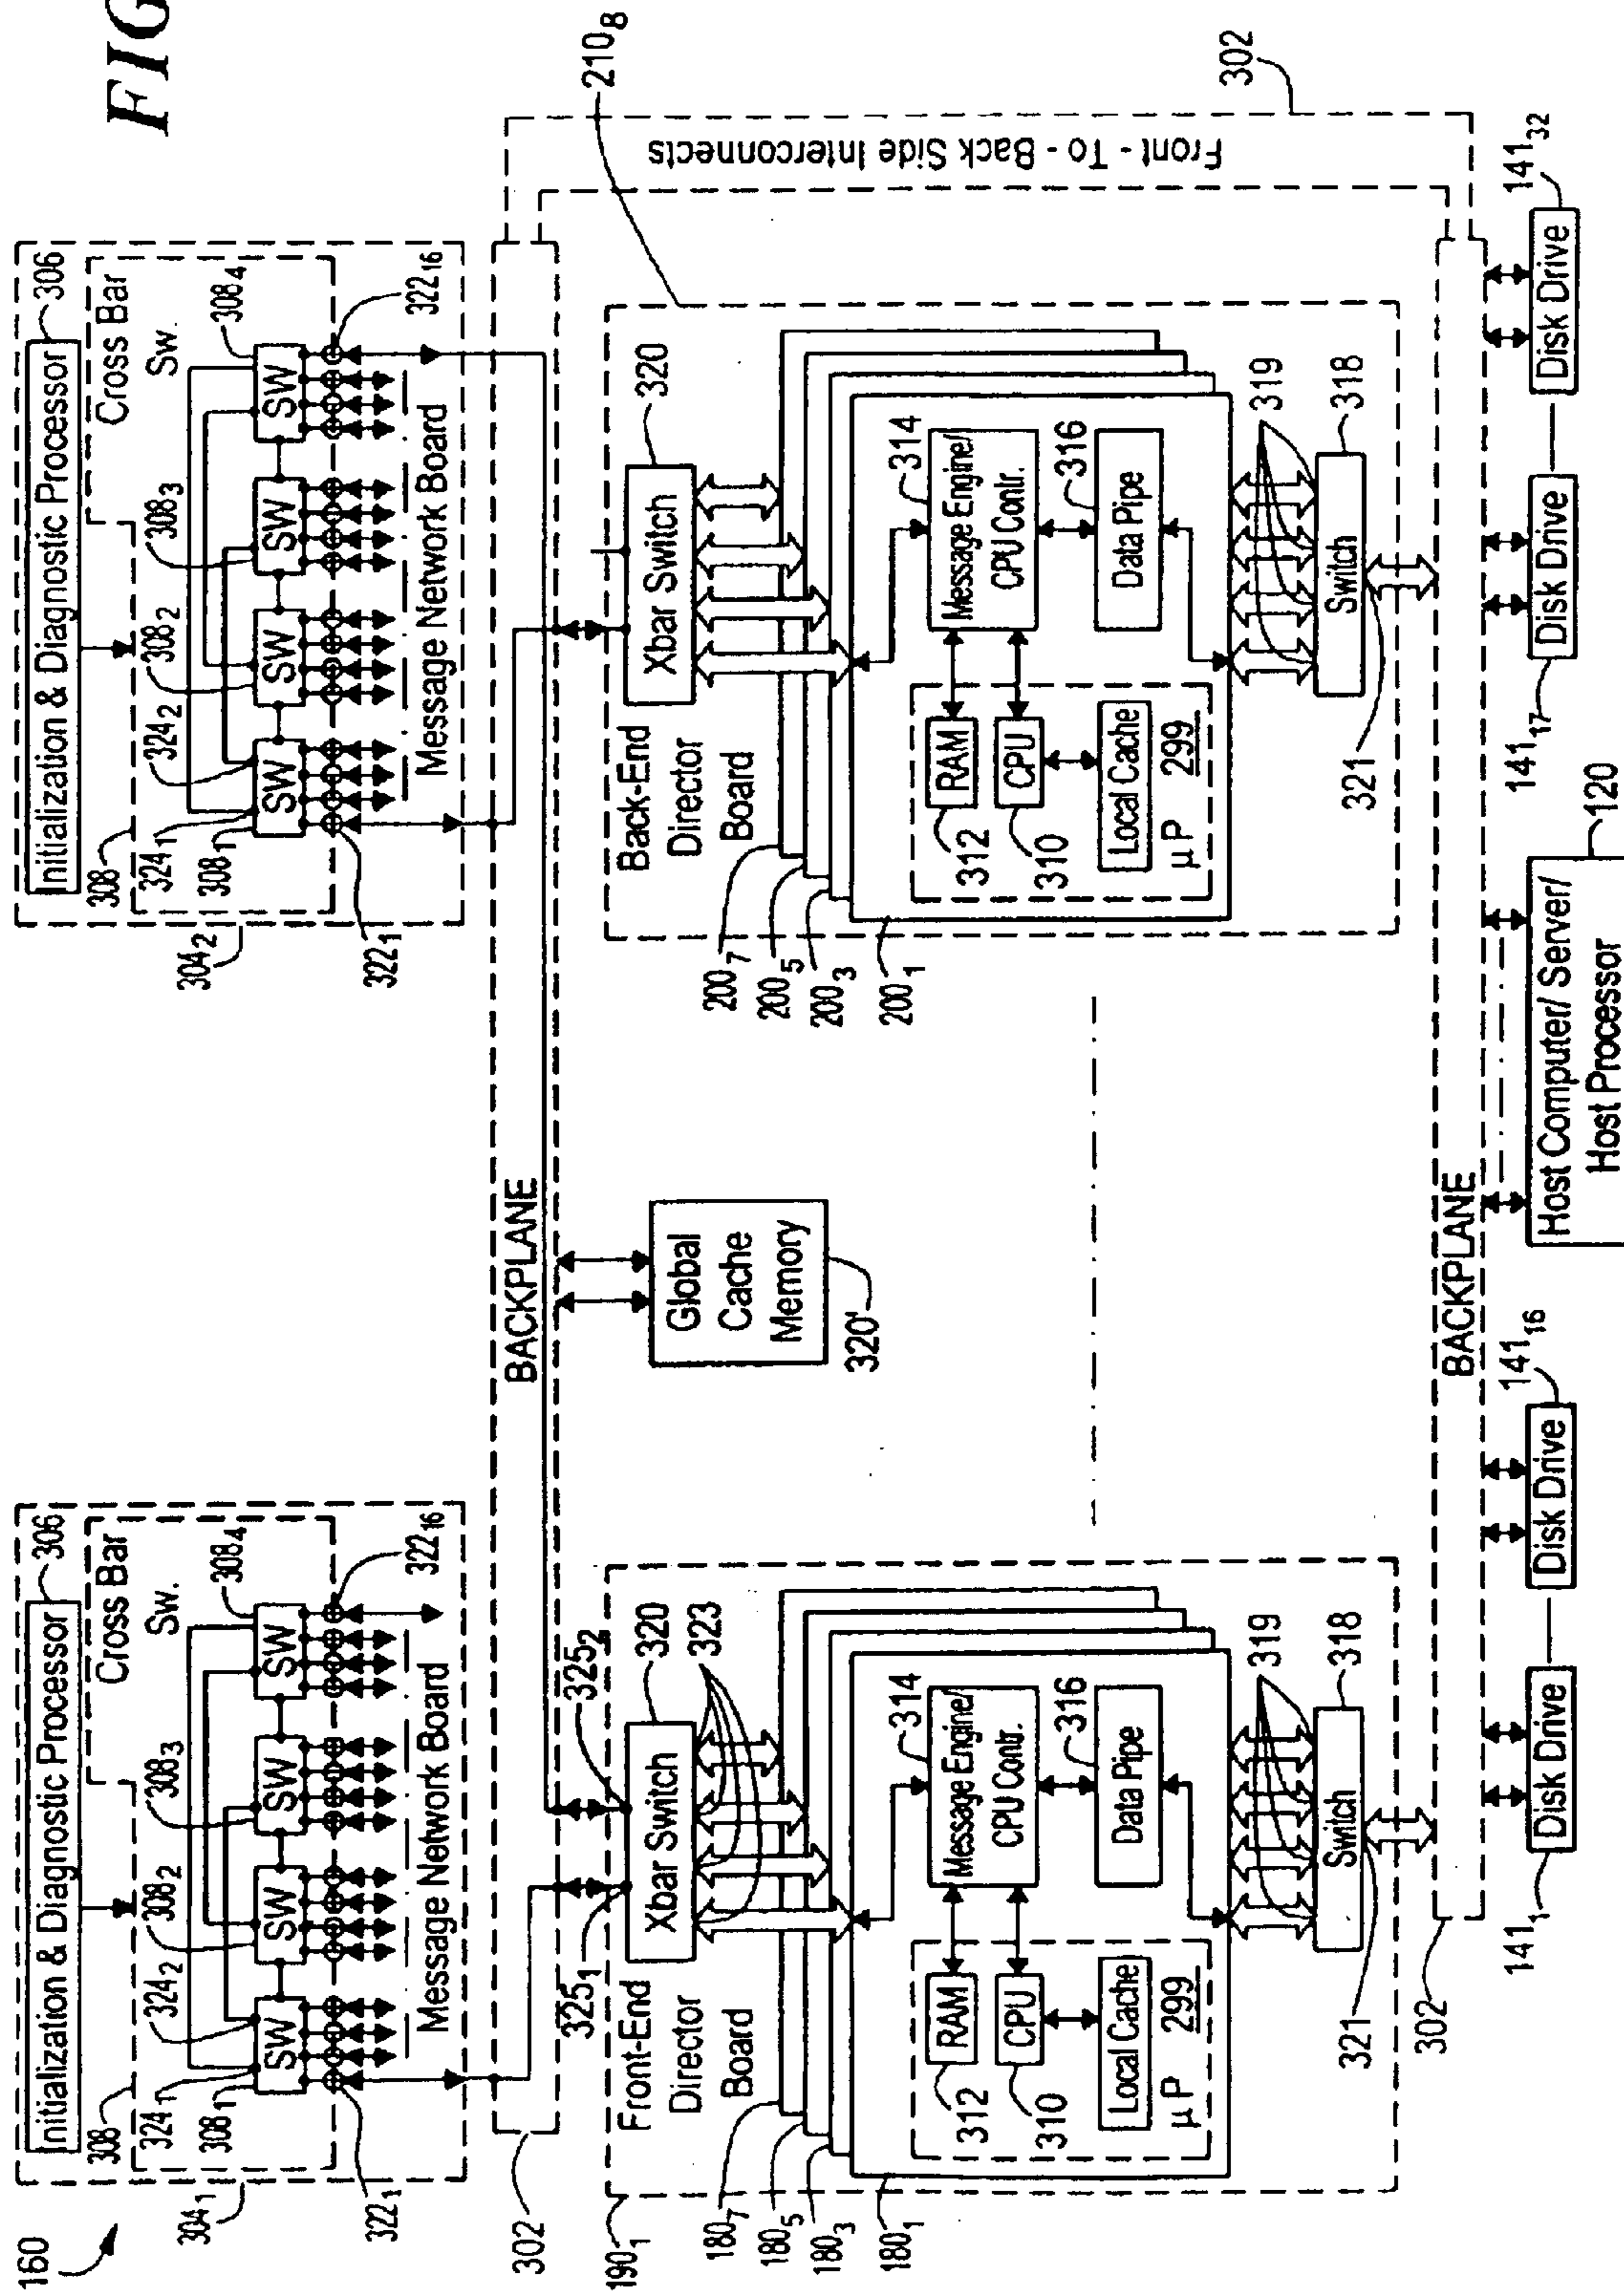 FIG
160
304₁
Initialization & Diagnostic Processor
306
308
Cross Bar
Sw.
324₁
324₂
308₁
308₂
308₃
308₄
SW
SW
SW
SW
322₁
322₁₆
Message Network Board
304₂
Initialization & Diagnostic Processor
306
308
Cross Bar
Sw.
324₁
324₂
308₁
308₂
308₃
308₄
SW
SW
SW
SW
322₁
322₁₆
Message Network Board
302
BACKPLANE
Front - To - Back Side Interconnects
302
Global
Cache
Memory
320'
190₁
Front-End
Director
Board
325₁
325₂
Xbar Switch
320
323
180₇
180₅
180₃
180₁
RAM
312
CPU
310
Local Cache
µP
299
Message Engine/
CPU Contr.
314
Data Pipe
316
319
Switch
318
321
210₈
Back-End
Director
Board
Xbar Switch
320
200₇
200₅
200₃
200₁
RAM
312
CPU
310
Local Cache
µP
299
Message Engine/
CPU Contr.
314
Data Pipe
316
319
Switch
318
321
302
BACKPLANE
141₁
Disk Drive
141₁₆
Disk Drive
Host Computer/ Server/
Host Processor
120
141₁₇
Disk Drive
141₃₂
Disk Drive